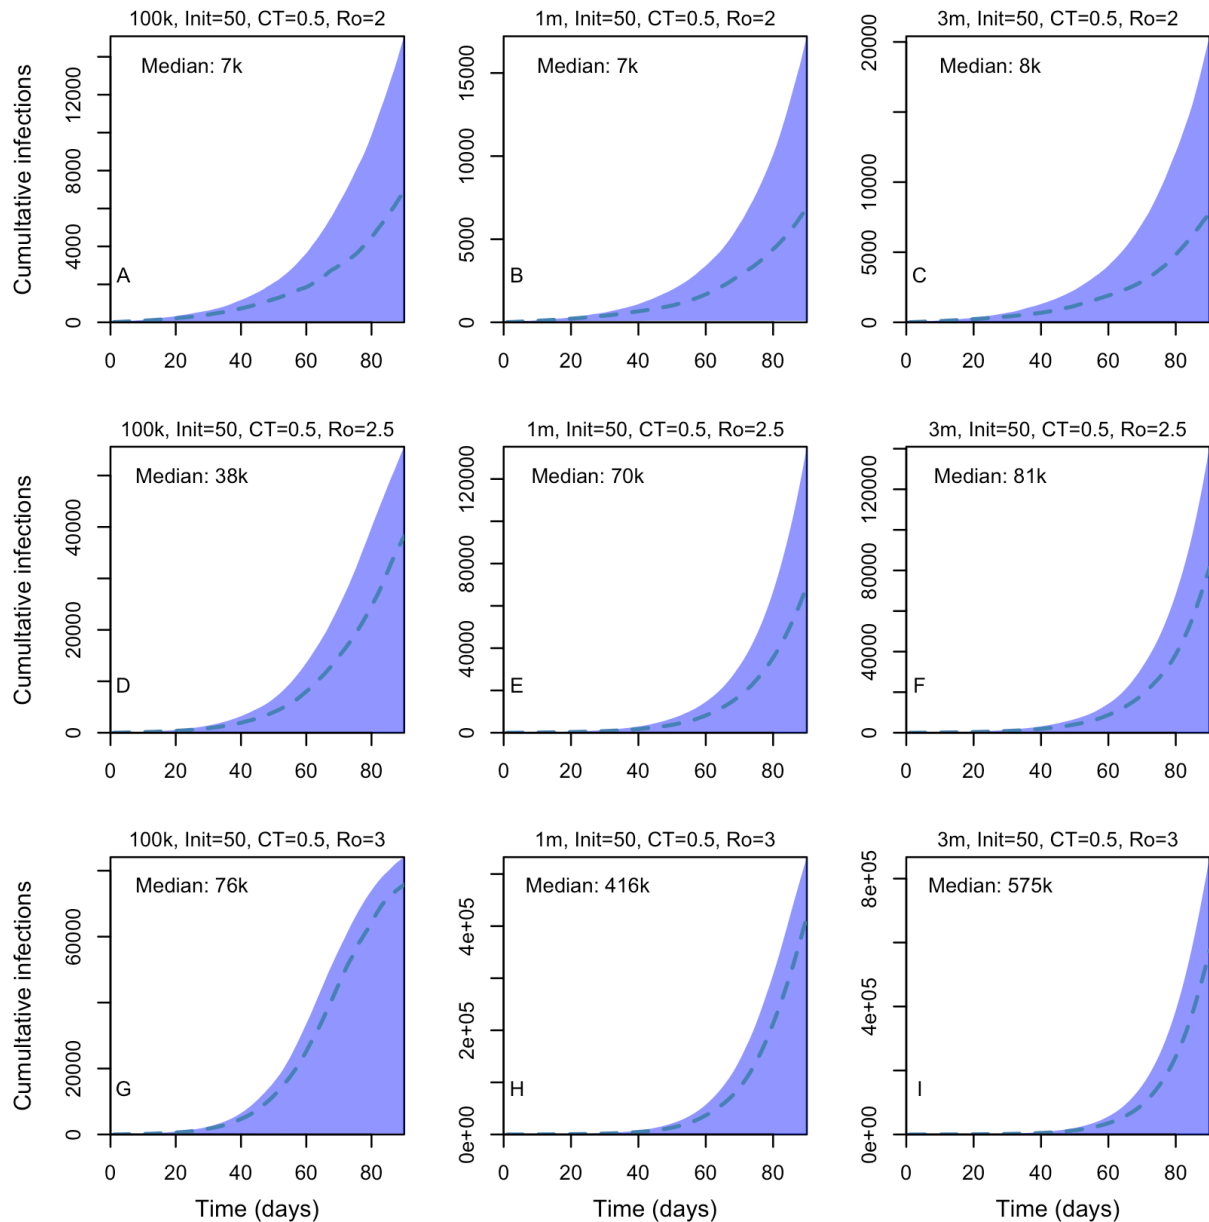 100k, Init=50, CT=0.5, Ro=2
1m, Init=50, CT=0.5, Ro=2
3m, Init=50, CT=0.5, Ro=2
Cumultative infections
Median: 7k
0
4000
8000
12000
A
0
20
40
60
80
Median: 7k
0
5000
10000
15000
B
0
20
40
60
80
Median: 8k
0
5000
10000
20000
C
0
20
40
60
80
100k, Init=50, CT=0.5, Ro=2.5
1m, Init=50, CT=0.5, Ro=2.5
3m, Init=50, CT=0.5, Ro=2.5
Cumultative infections
Median: 38k
0
20000
40000
D
0
20
40
60
80
Median: 70k
0
40000
80000
120000
E
0
20
40
60
80
Median: 81k
0
40000
80000
120000
F
0
20
40
60
80
100k, Init=50, CT=0.5, Ro=3
1m, Init=50, CT=0.5, Ro=3
3m, Init=50, CT=0.5, Ro=3
Cumultative infections
Median: 76k
0
20000
600000
G
0
20
40
60
80
Time (days)
Median: 416k
0e+00
2e+05
4e+05
H
0
20
40
60
80
Time (days)
Median: 575k
0e+00
4e+05
8e+05
I
0
20
40
60
80
Time (days)